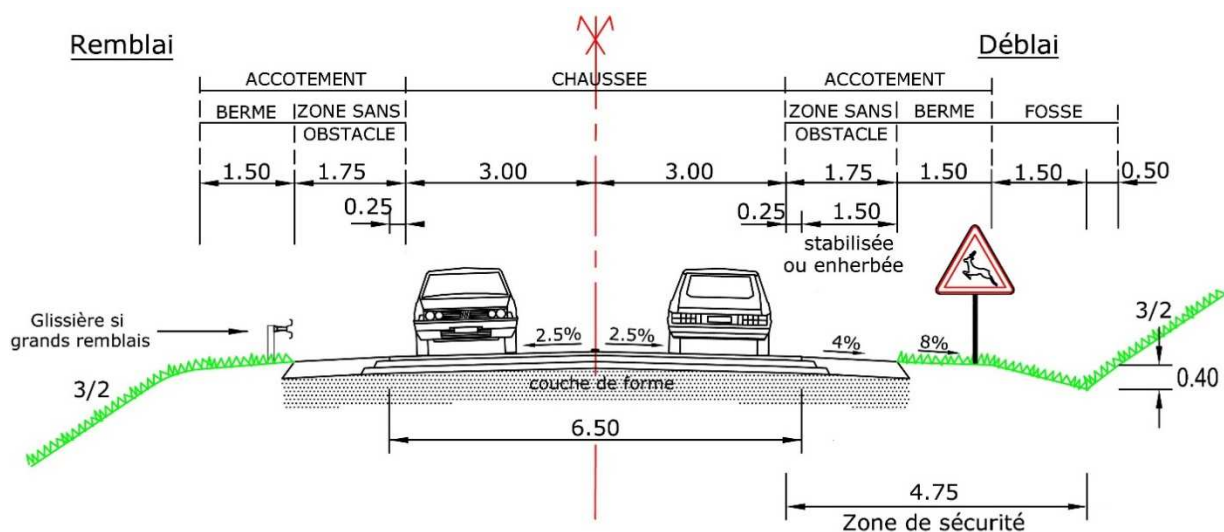 Remblai
Déblai
ACCOTEMENT
CHAUSSEE
ACCOTEMENT
BERME
ZONE SANS
OBSTACLE
ZONE SANS
OBSTACLE
BERME
FOSSE
1.50
1.75
3.00
3.00
1.75
1.50
1.50
0.50
0.25
0.25
1.50
stabilisée
ou enherbée
Glissière si
grands remblais
2.5%
2.5%
4%
8%
3/2
3/2
0.40
couche de forme
6.50
4.75
Zone de sécurité